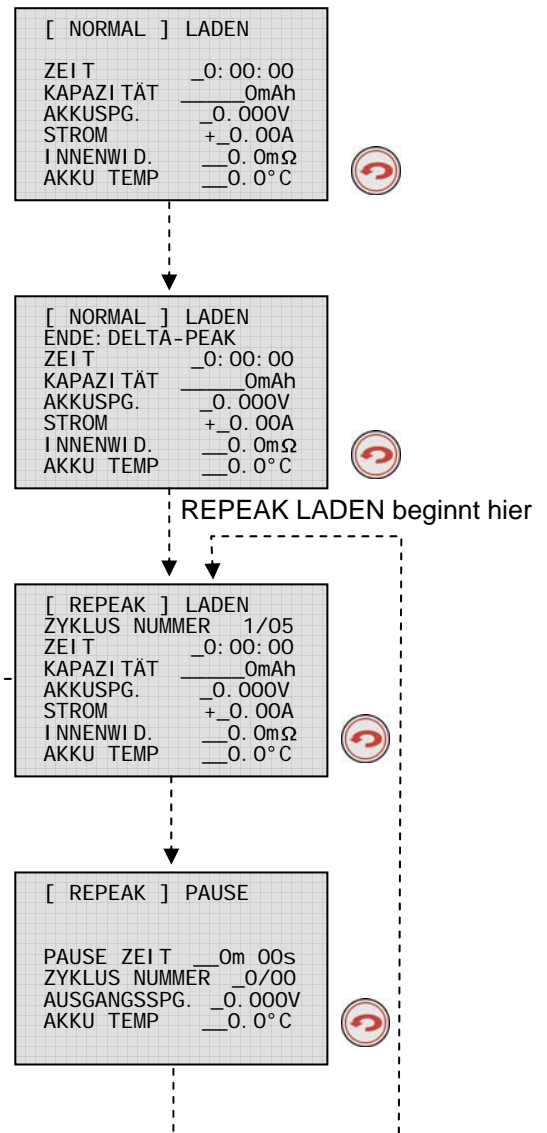 [ NORMAL ] LADEN
ZEIT _0:00:00
KAPAZITÄT _____0mAh
AKKUSPG. _0.000V
STROM +_0.00A
INNENWID. __0.0mΩ
AKKU TEMP __0.0°C
[ NORMAL ] LADEN
ENDE:DELTA-PEAK
ZEIT _0:00:00
KAPAZITÄT _____0mAh
AKKUSPG. _0.000V
STROM +_0.00A
INNENWID. __0.0mΩ
AKKU TEMP __0.0°C
REPEAK LADEN beginnt hier
[ REPEAK ] LADEN
ZYKLUS NUMMER 1/05
ZEIT _0:00:00
KAPAZITÄT _____0mAh
AKKUSPG. _0.000V
STROM +_0.00A
INNENWID. __0.0mΩ
AKKU TEMP __0.0°C
[ REPEAK ] PAUSE
PAUSE ZEIT __0m 00s
ZYKLUS NUMMER _0/00
AUSGANGSSPG. _0.000V
AKKU TEMP __0.0°C